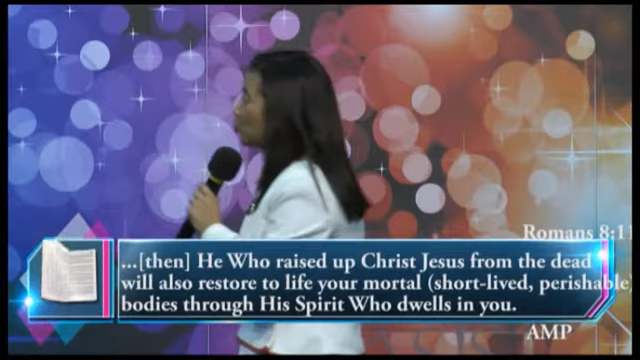 Romans 8:11
...[then] He Who raised up Christ Jesus from the dead
will also restore to life your mortal (short-lived, perishable
bodies through His Spirit Who dwells in you.
AMP